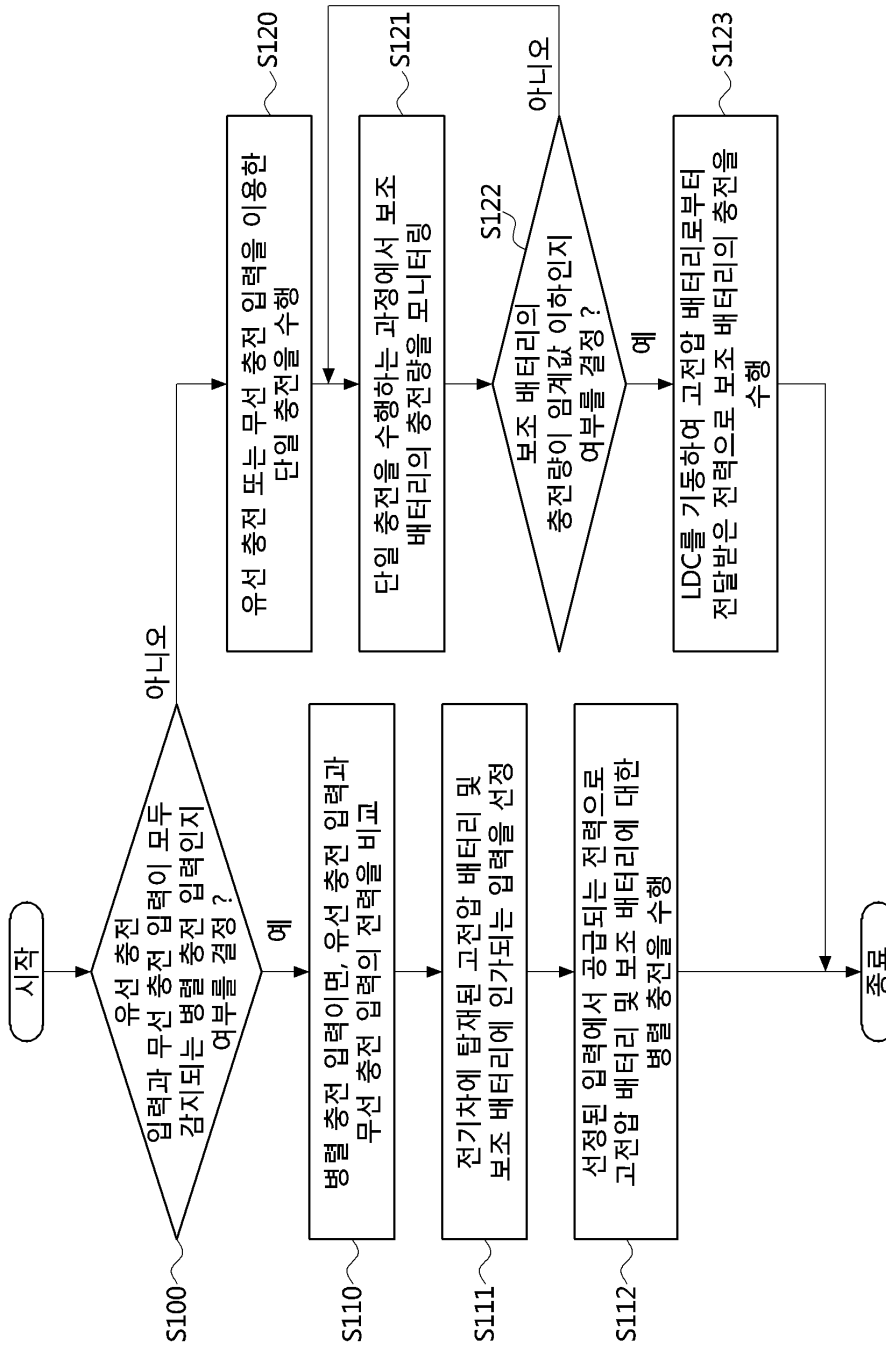 시작
유선 충전
입력과 무선 충전 입력이 모두
감지되는 병렬 충전 입력인지
여부를 결정 ?
S100
아니오
예
병렬 충전 입력이면, 유선 충전 입력과
무선 충전 입력의 전력을 비교
S110
전기차에 탑재된 고전압 배터리 및
보조 배터리에 인가되는 입력을 선정
S111
선정된 입력에서 공급되는 전력으로
고전압 배터리 및 보조 배터리에 대한
병렬 충전을 수행
S112
유선 충전 또는 무선 충전 입력을 이용한
단일 충전을 수행
S120
단일 충전을 수행하는 과정에서 보조
배터리의 충전량을 모니터링
S121
보조 배터리의
충전량이 임계값 이하인지
여부를 결정 ?
S122
아니오
예
LDC를 기동하여 고전압 배터리로부터
전달받은 전력으로 보조 배터리의 충전을
수행
S123
종료